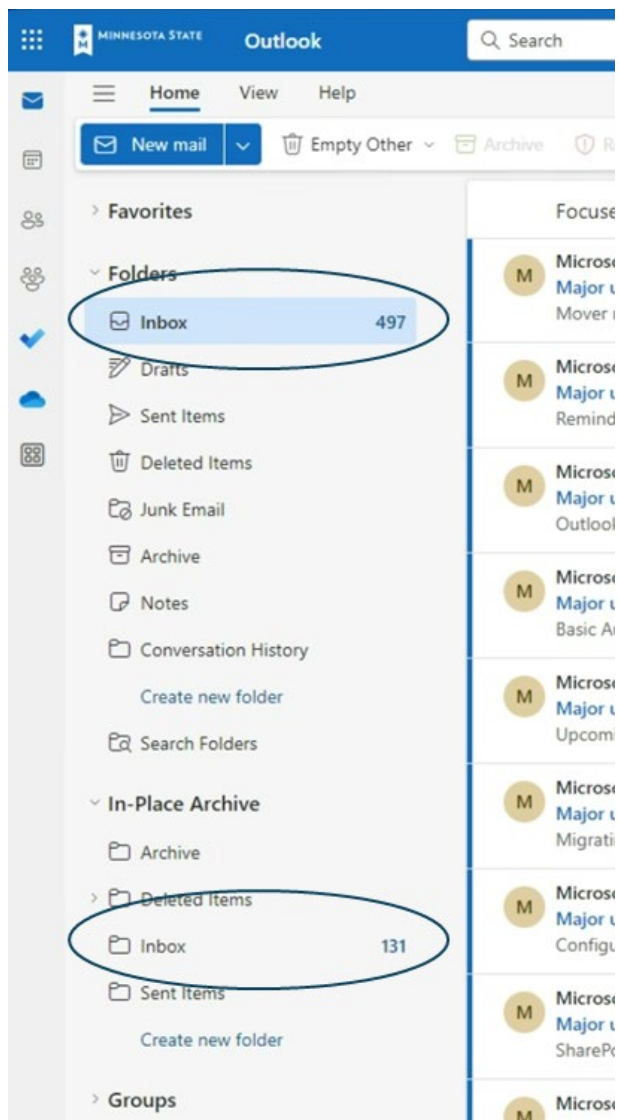 MINNESOTA STATE Outlook Search
Home View Help
New mail Empty Other Archive
Favorites
Focuse
Folders
Inbox 497
Drafts
Sent Items
Deleted Items
Junk Email
Archive
Notes
Conversation History
Create new folder
Search Folders
In-Place Archive
Archive
Deleted Items
Inbox 131
Sent Items
Create new folder
Groups
M
Microso
Major u
Mover
M
Microso
Major u
Remind
M
Microso
Major u
Outlool
M
Microso
Major u
Basic A
M
Microso
Major u
Upcomi
M
Microso
Major u
Migrati
M
Microso
Major u
Configu
M
Microso
Major u
SharePo
M
Microso